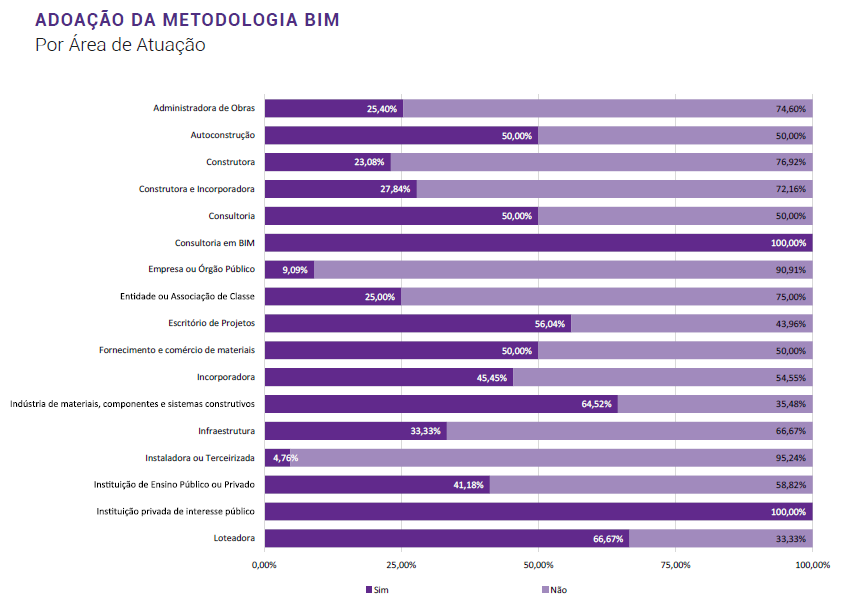 ADOAÇÃO DA METODOLOGIA BIM
Por Área de Atuação
Administradora de Obras 25,40% 74,60%
Autoconstrução 50,00% 50,00%
Construtora 23,08% 76,92%
Construtora e Incorporadora 27,84% 72,16%
Consultoria 50,00% 50,00%
Consultoria em BIM 100,00%
Empresa ou Órgão Público 9,09% 90,91%
Entidade ou Associação de Classe 25,00% 75,00%
Escritório de Projetos 56,04% 43,96%
Fornecimento e comércio de materiais 50,00% 50,00%
Incorporadora 45,45% 54,55%
Indústria de materiais, componentes e sistemas construtivos 64,52% 35,48%
Infraestrutura 33,33% 66,67%
Instaladora ou Terceirizada 4,76% 95,24%
Instituição de Ensino Público ou Privado 41,18% 58,82%
Instituição privada de interesse público 100,00%
Loteadora 66,67% 33,33%
0,00% 25,00% 50,00% 75,00% 100,00%
Sim Não